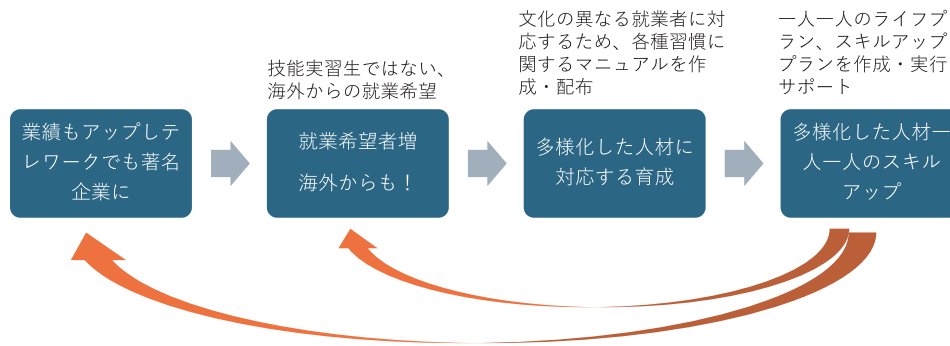 技能実習生ではない、
海外からの就業希望
文化の異なる就業者に対
応するため、各種習慣に
関するマニュアルを作
成・配布
一人一人のライフプ
ラン、スキルアップ
プランを作成・実行
サポート
業績もアップしテ
レワークでも著名
企業に
就業希望者増
海外からも！
多様化した人材に
対応する育成
多様化した人材一
人一人のスキル
アップ